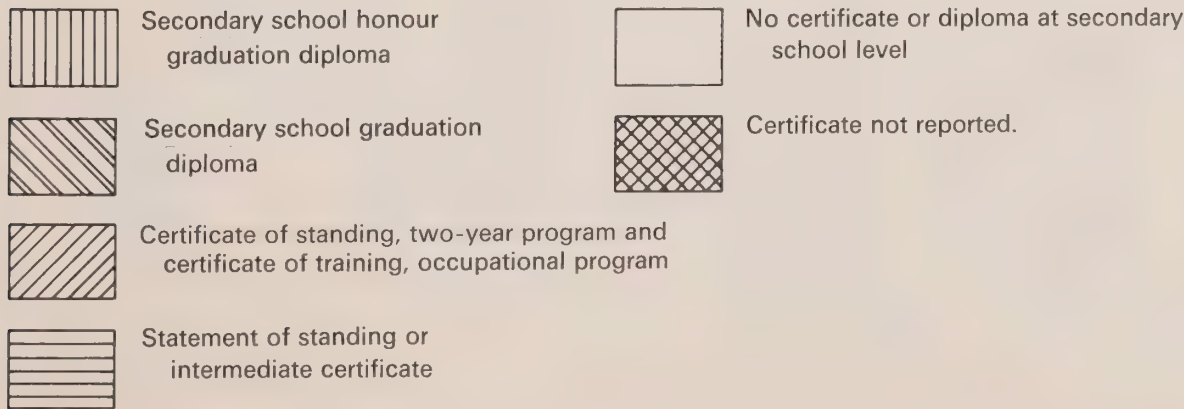 Secondary school honour
graduation diploma
Secondary school graduation
diploma
Certificate of standing, two-year program and
certificate of training, occupational program
Statement of standing or
intermediate certificate
No certificate or diploma at secondary
school level
Certificate not reported.